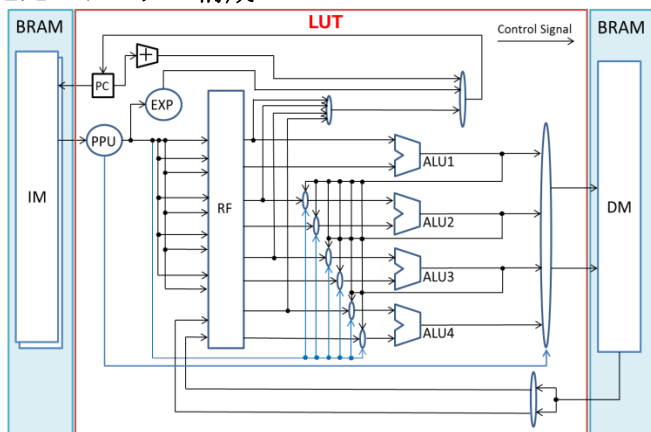 BRAM
LUT
BRAM
Control Signal
PC
+
EXP
PPU
IM
RF
ALU1
ALU2
ALU3
ALU4
DM